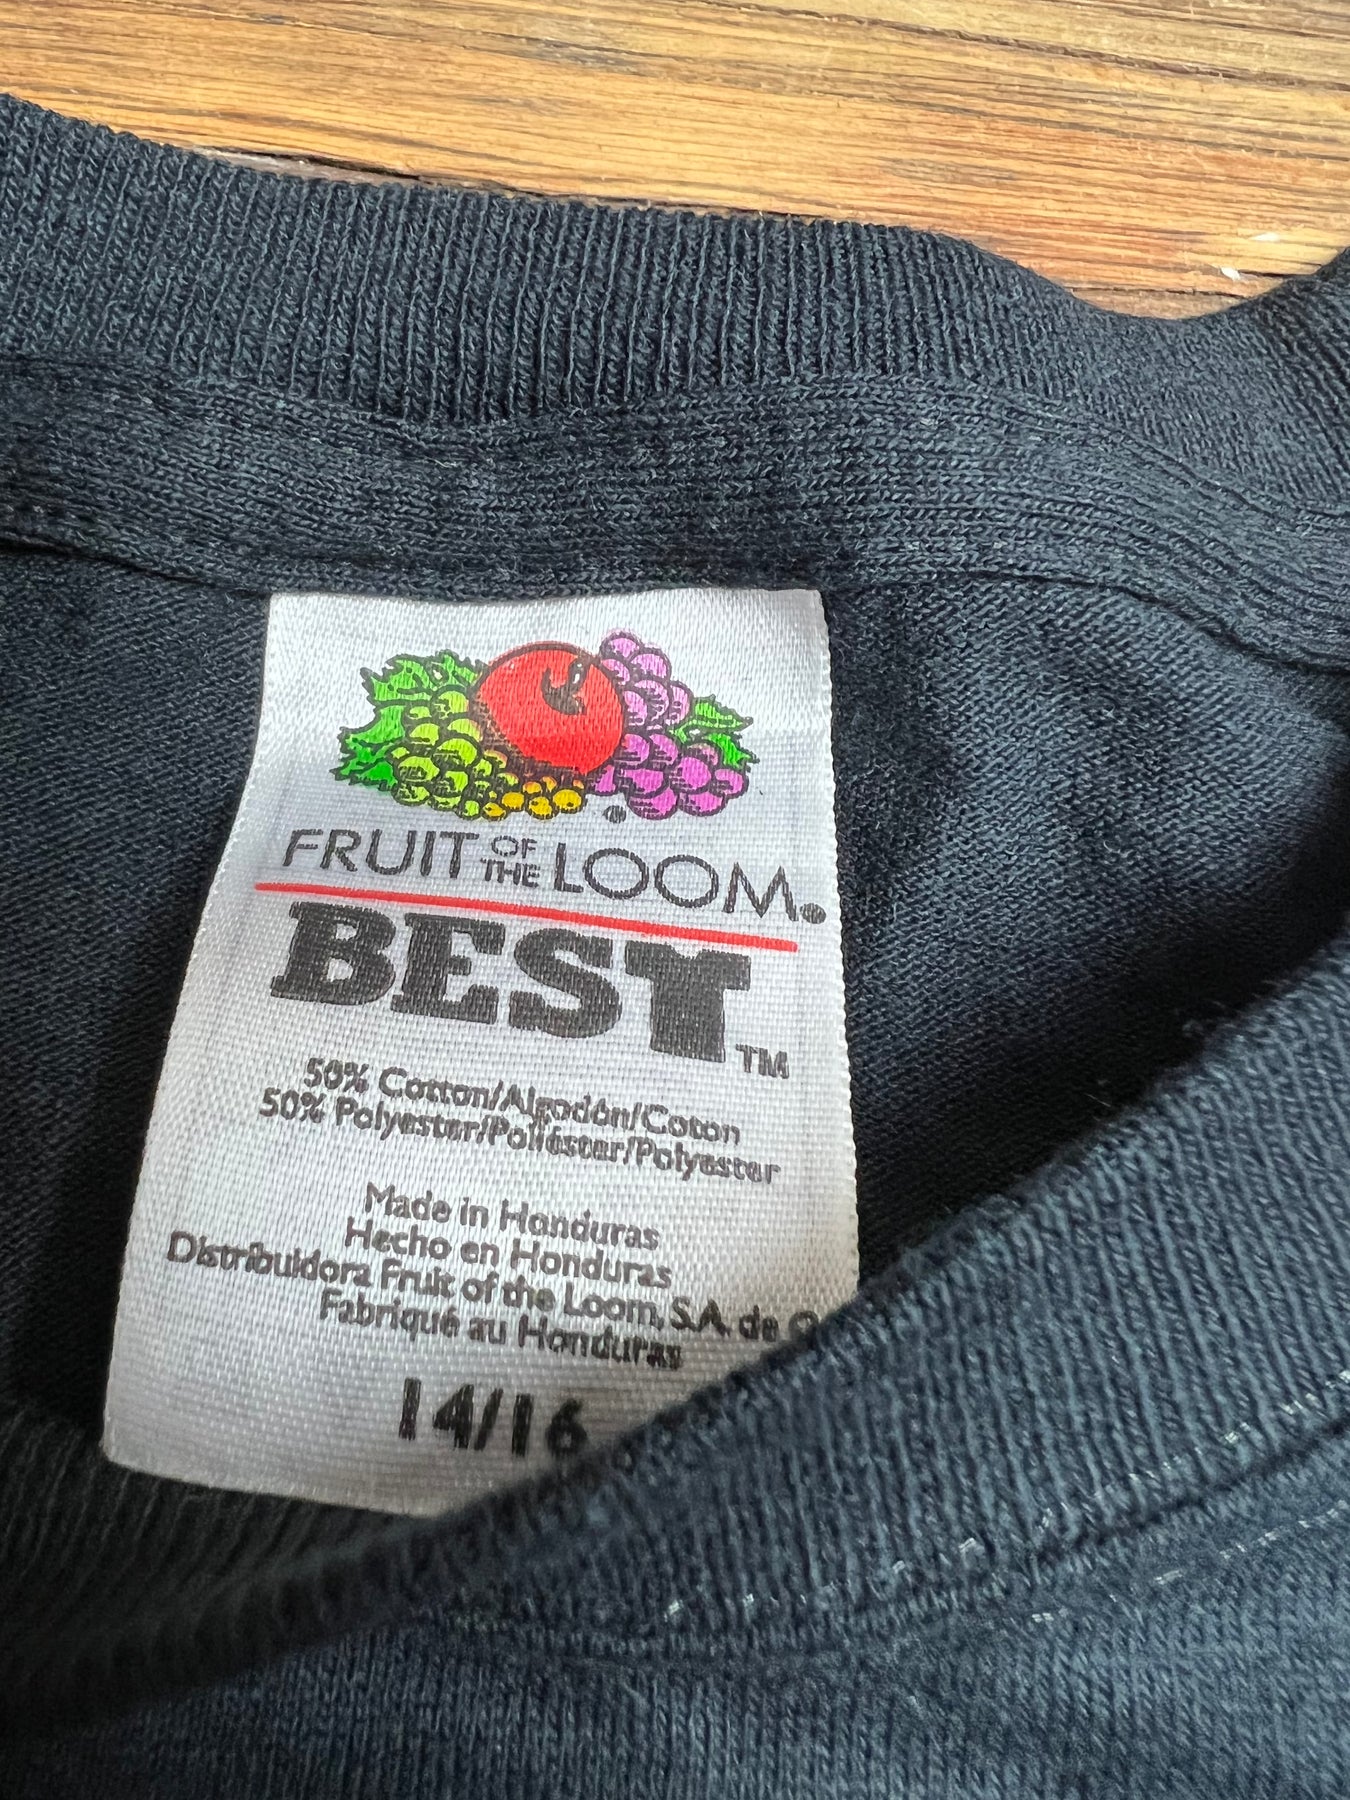 FRUIT OF THE LOOM®
BEST™
50% Cotton/Algodón/Coton
50% Polyester/Poliéster/Polyester
Made in Honduras
Hecho en Honduras
Distribuidora Fruit of the Loom, S.A. de
Fabriqué au Honduras
14/16